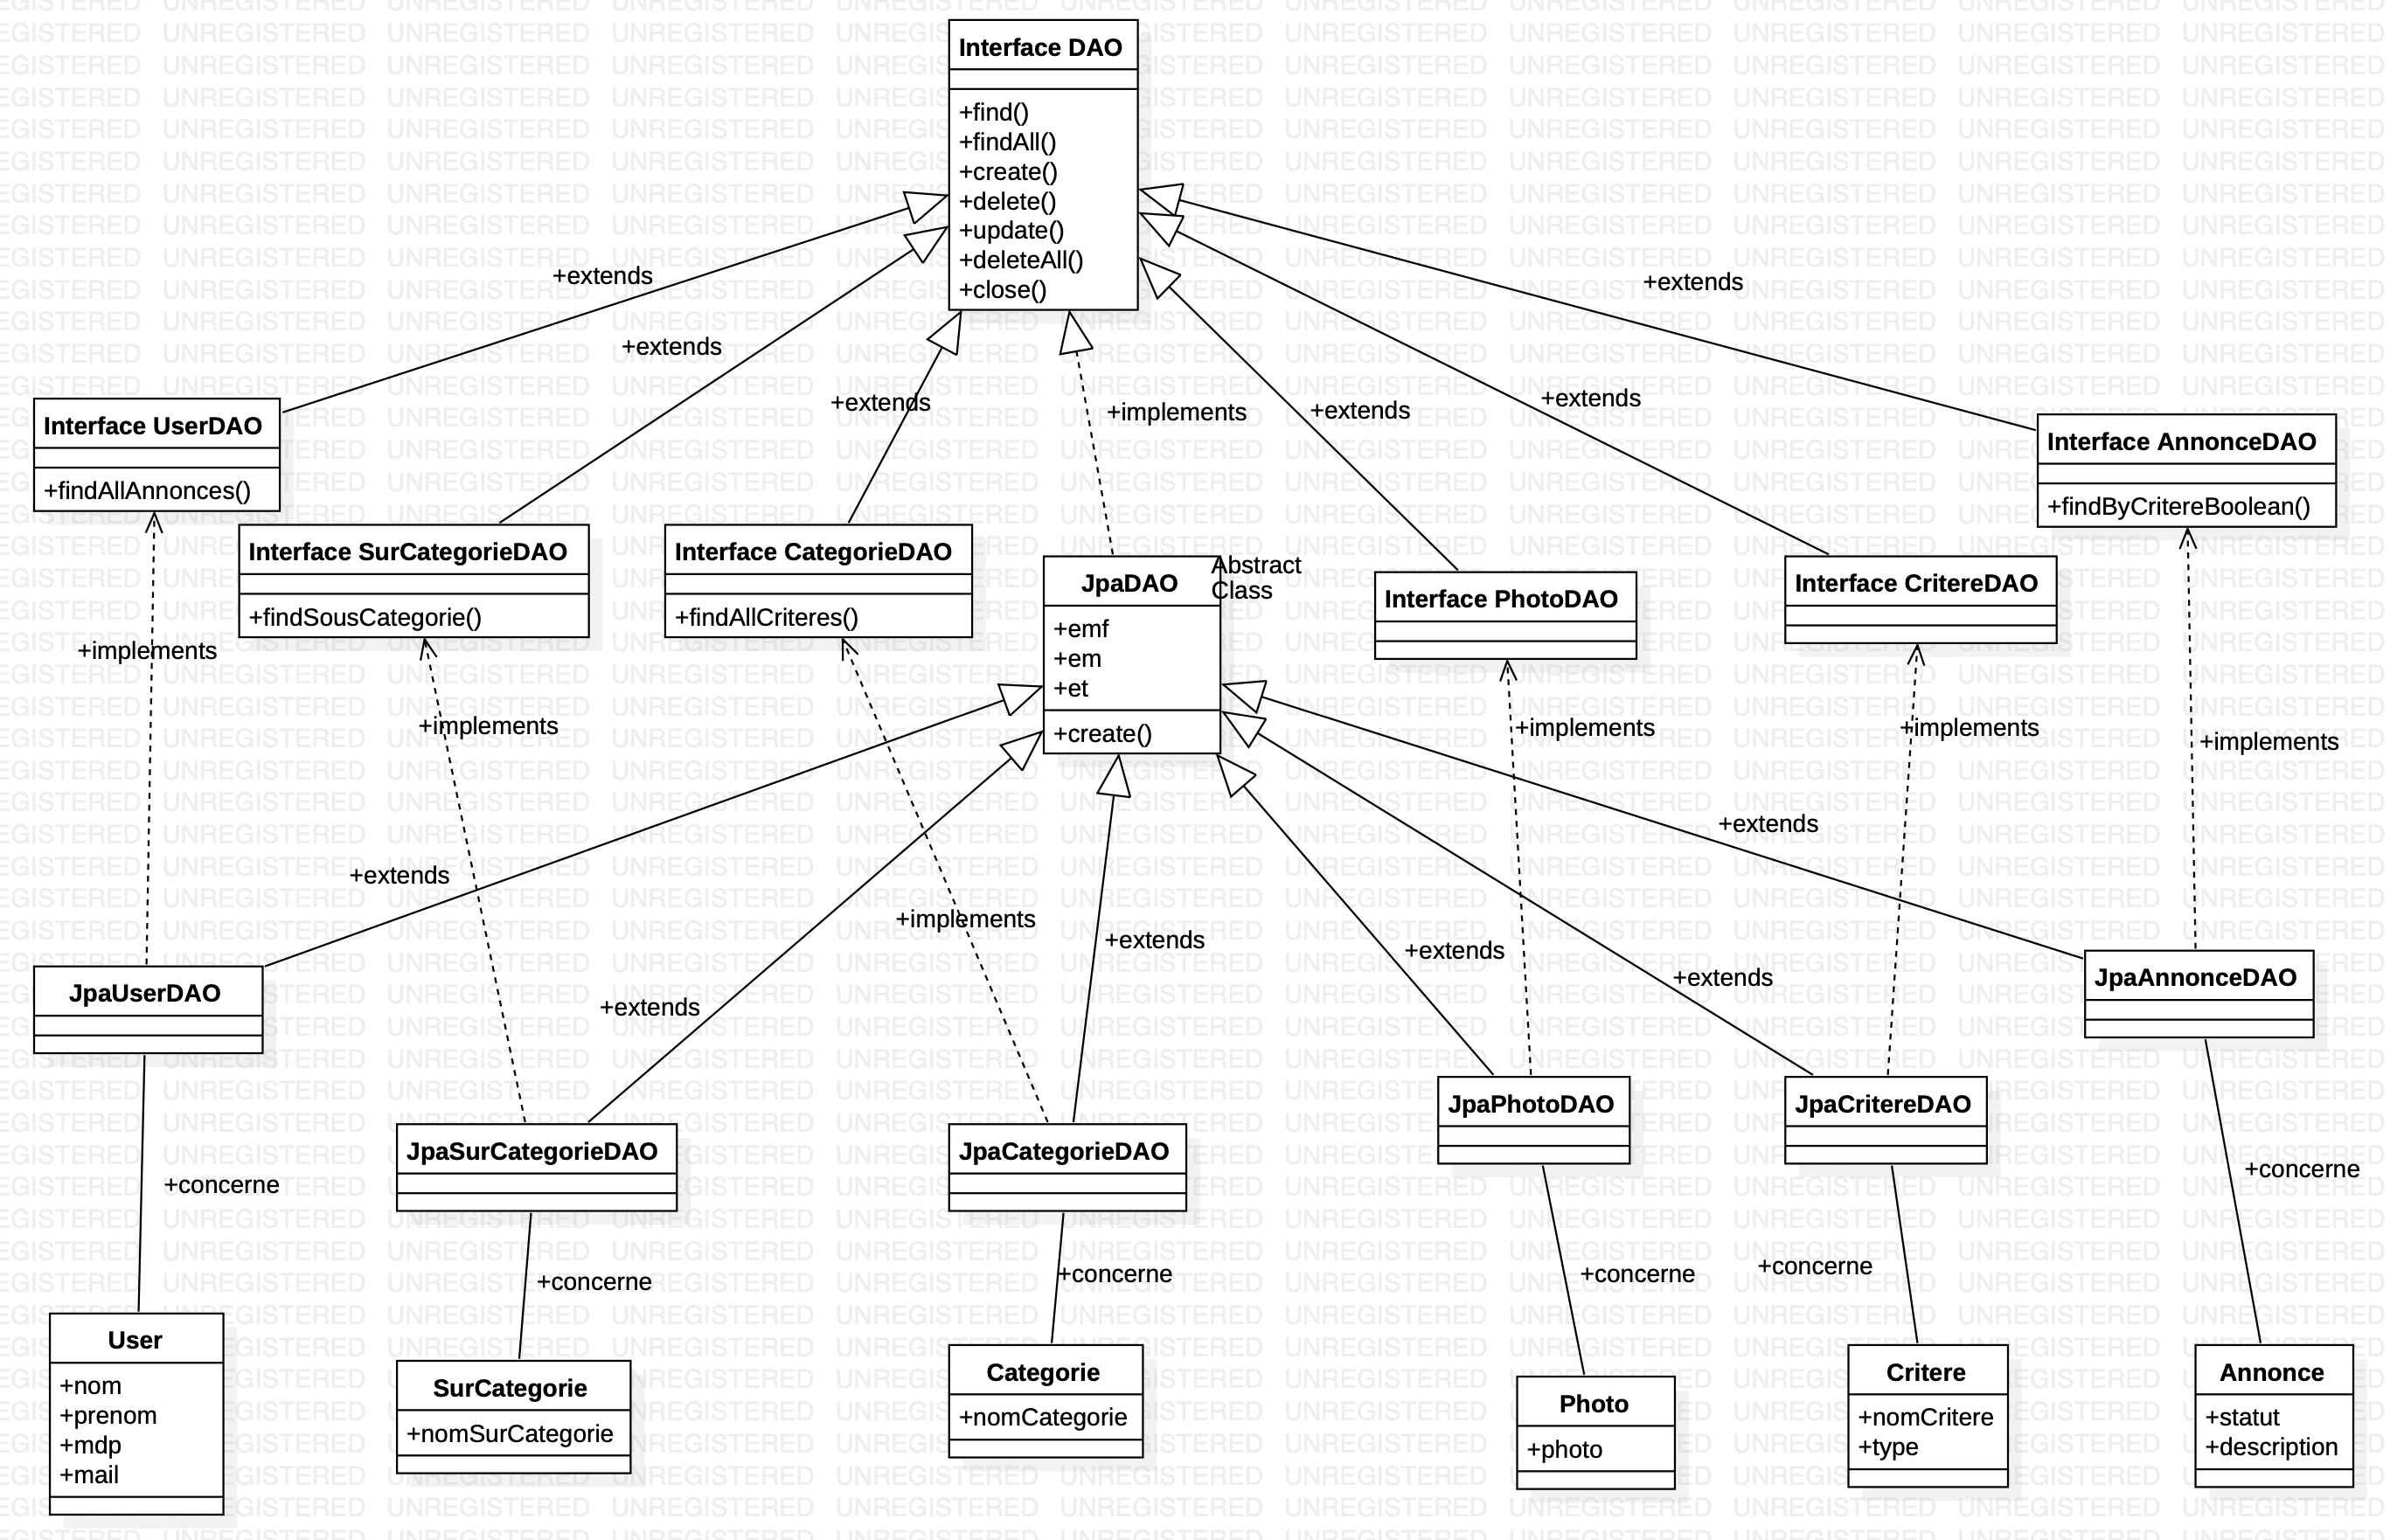 Interface DAO
+find()
+findAll()
+create()
+delete()
+update()
+deleteAll()
+close()
+extends
+extends
+extends
+implements
+extends
+extends
+extends
Interface UserDAO
+findAllAnnonces()
Interface SurCategorieDAO
+findSousCategorie()
Interface CategorieDAO
+findAllCriteres()
JpaDAO
+emf
+em
+et
+create()
Abstract
Class
Interface PhotoDAO
Interface CritereDAO
Interface AnnonceDAO
+findByCritereBoolean()
+implements
+implements
+implements
+implements
+implements
+implements
+extends
+extends
+extends
+extends
+extends
+extends
JpaUserDAO
JpaSurCategorieDAO
JpaCategorieDAO
JpaPhotoDAO
JpaCritereDAO
JpaAnnonceDAO
+concerne
+concerne
+concerne
+concerne
+concerne
+concerne
User
+nom
+prenom
+mdp
+mail
SurCategorie
+nomSurCategorie
Categorie
+nomCategorie
Photo
+photo
Critere
+nomCritere
+type
Annonce
+statut
+description
UNREGISTERED